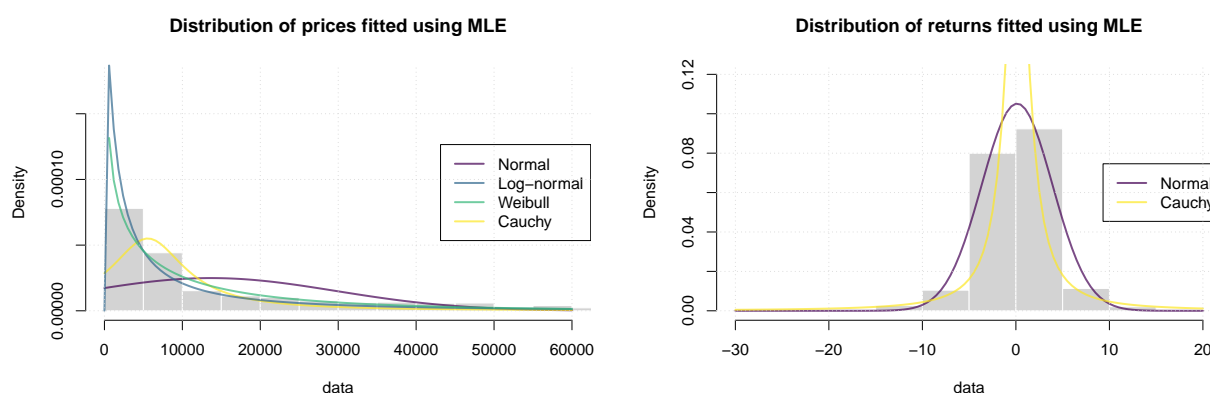 Distribution of prices fitted using MLE
Density
0.00000
0.00010
0
10000
20000
30000
40000
50000
60000
data
Normal
Log−normal
Weibull
Cauchy
Distribution of returns fitted using MLE
Density
0.00
0.04
0.08
0.12
−30
−20
−10
0
10
20
data
Normal
Cauchy